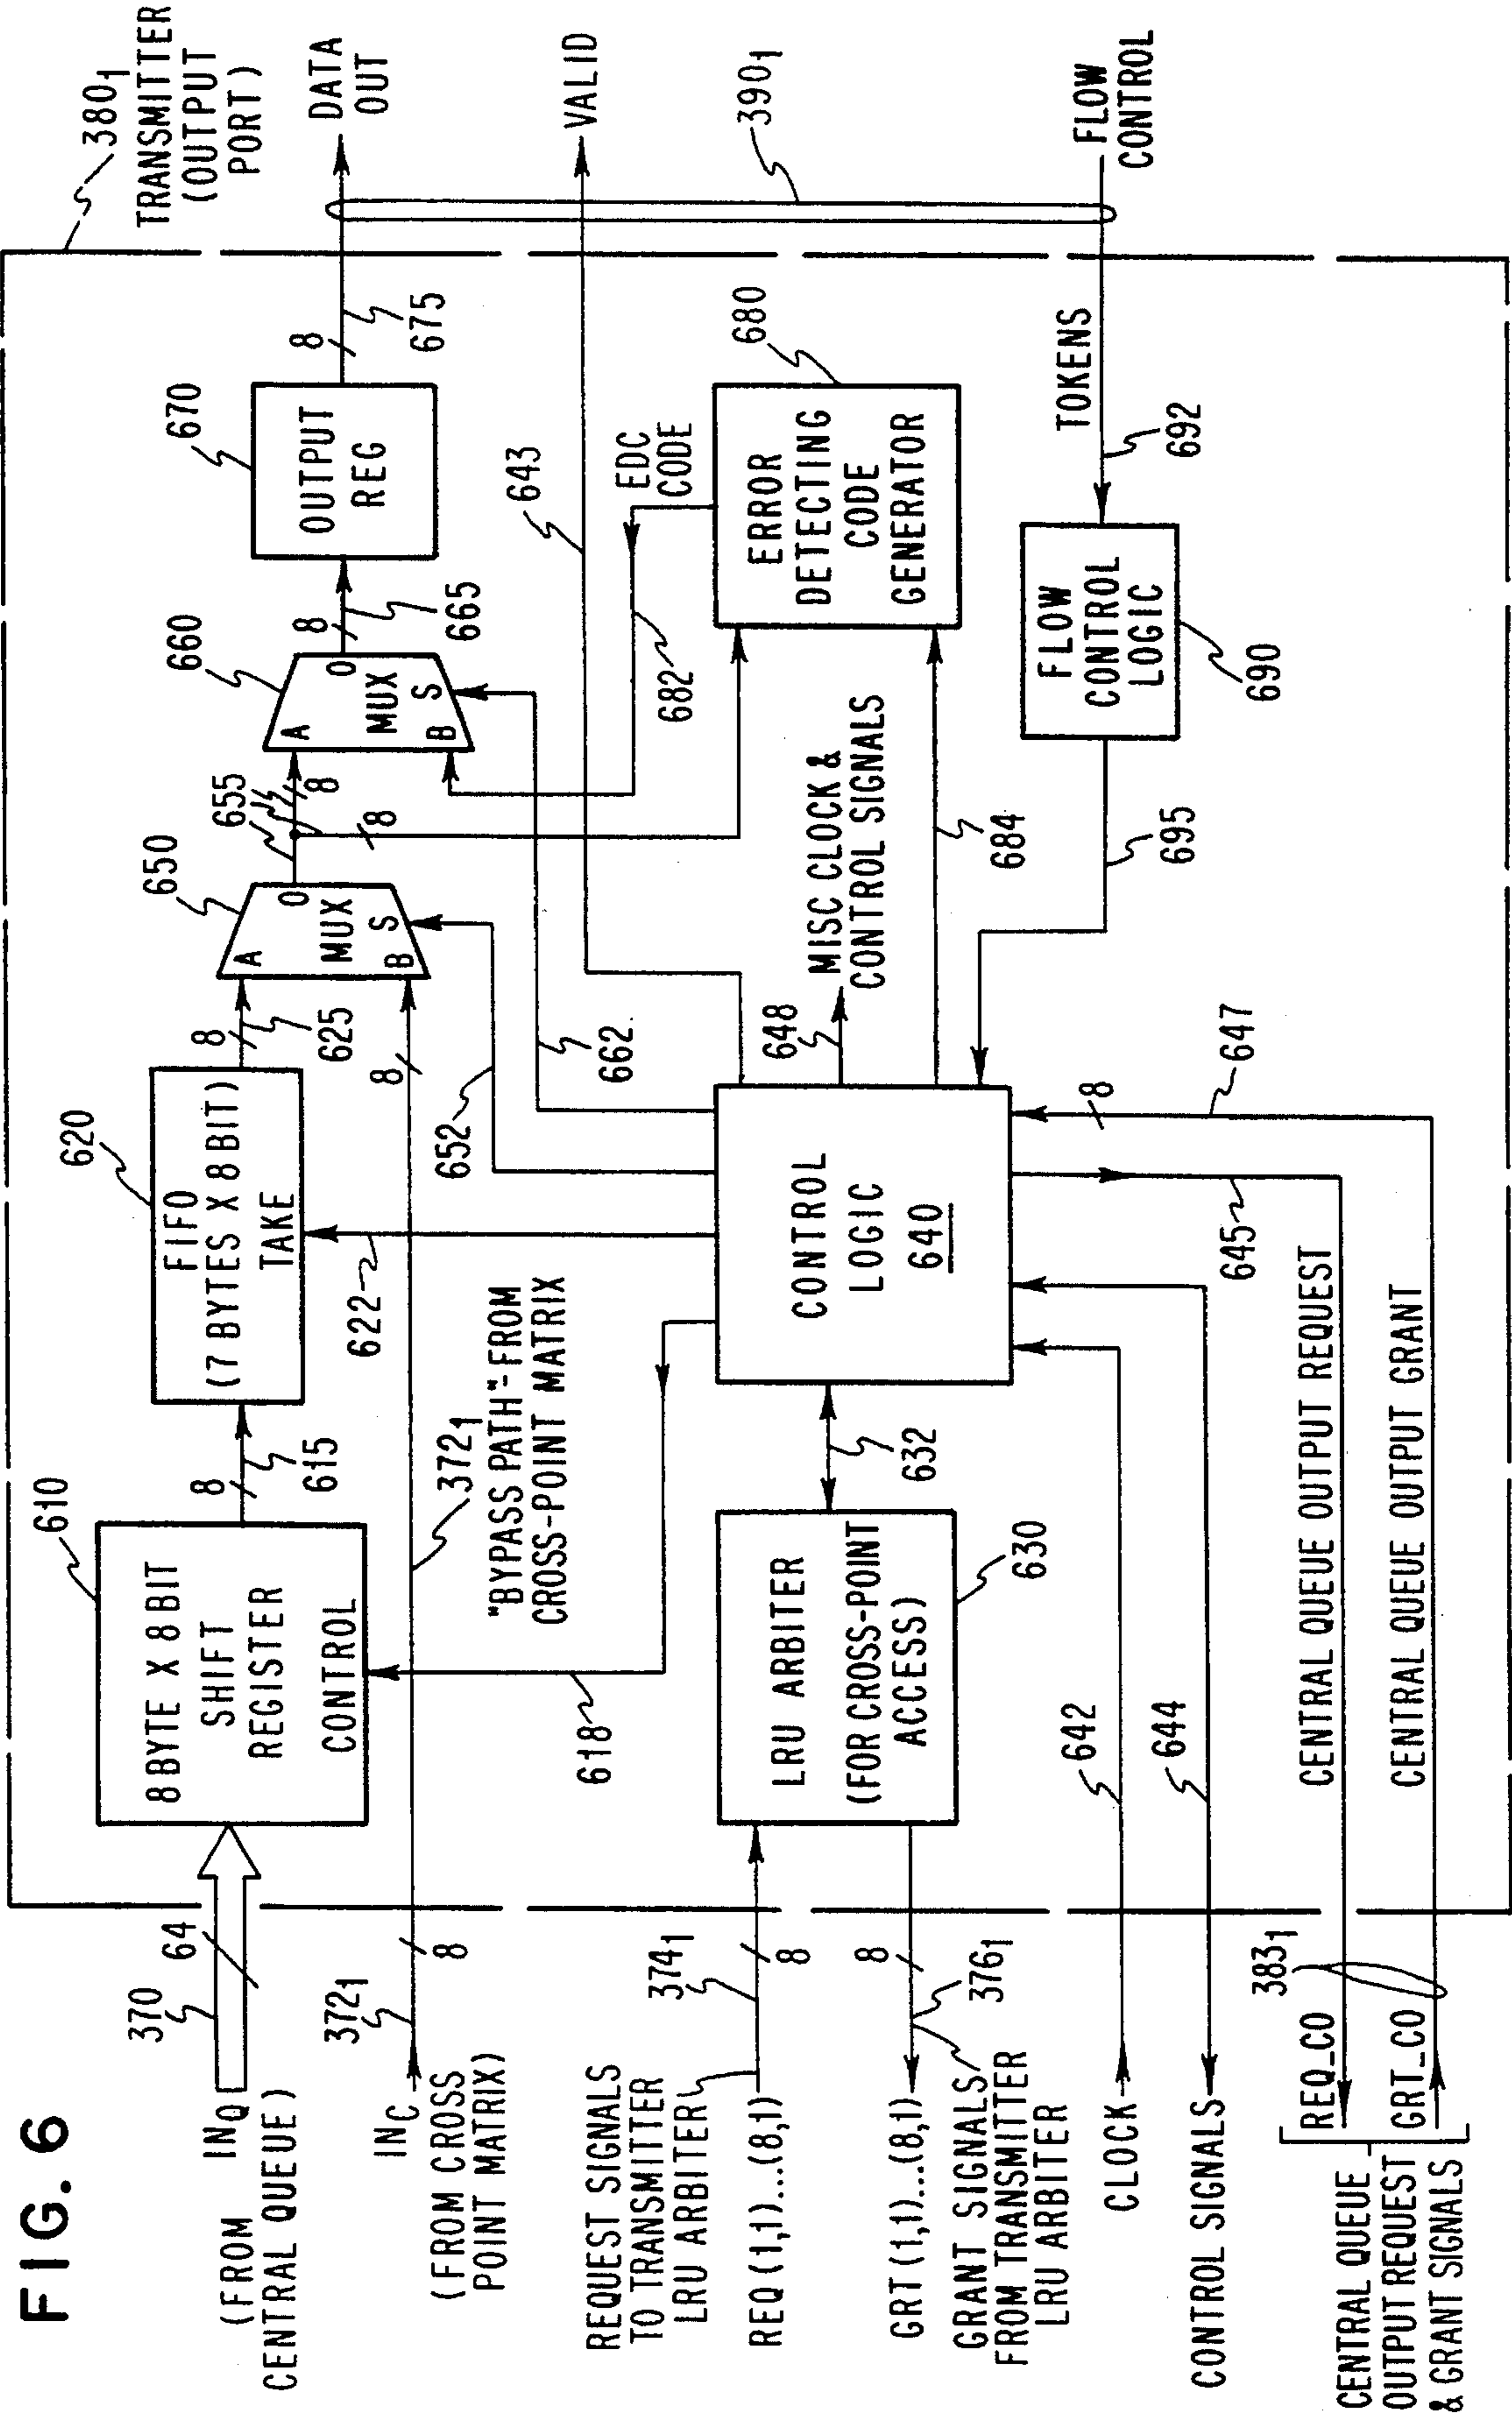 FIG. 6
380₁
TRANSMITTER
(OUTPUT
PORT)
370
64
INQ
(FROM
CENTRAL QUEUE)
610
8 BYTE X 8 BIT
SHIFT
REGISTER
CONTROL
8
615
620
FIFO
(7 BYTES X 8 BIT)
TAKE
8
625
650
A
MUX
B
S
O
655
8
8
660
A
MUX
B
S
O
8
665
670
OUTPUT
REG
8
675
DATA
OUT
372₁
8
INC
(FROM CROSS
POINT MATRIX)
372₁
"BYPASS PATH"-FROM
CROSS-POINT MATRIX
8
618
622
652
662
643
VALID
682
EDC
CODE
680
ERROR
DETECTING
CODE
GENERATOR
390₁
REQUEST SIGNALS
TO TRANSMITTER
LRU ARBITER
REQ (1,1)...(8,1)
374₁
8
GRT (1,1)...(8,1)
8
376₁
GRANT SIGNALS
FROM TRANSMITTER
LRU ARBITER
LRU ARBITER
(FOR CROSS-POINT
ACCESS)
630
632
CONTROL
LOGIC
640
648
MISC CLOCK &
CONTROL SIGNALS
684
695
FLOW
CONTROL
LOGIC
690
TOKENS
692
FLOW
CONTROL
CLOCK
642
CONTROL SIGNALS
644
645
8
647
CENTRAL QUEUE OUTPUT REQUEST
CENTRAL QUEUE OUTPUT GRANT
383₁
REQ_CO
GRT_CO
CENTRAL QUEUE
OUTPUT REQUEST
& GRANT SIGNALS